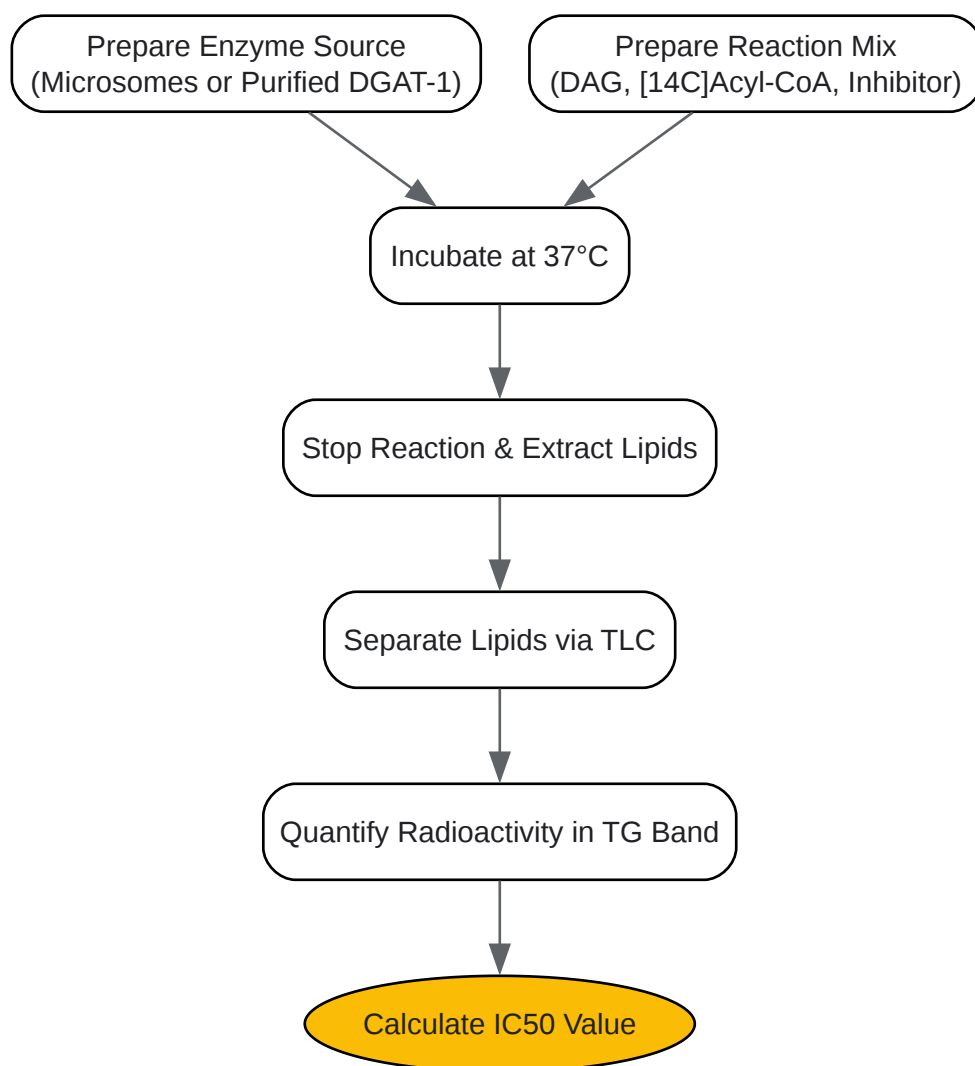 Prepare Enzyme Source
(Microsomes or Purified DGAT-1)
Prepare Reaction Mix
(DAG, [14C]Acyl-CoA, Inhibitor)
Incubate at 37°C
Stop Reaction & Extract Lipids
Separate Lipids via TLC
Quantify Radioactivity in TG Band
Calculate IC50 Value